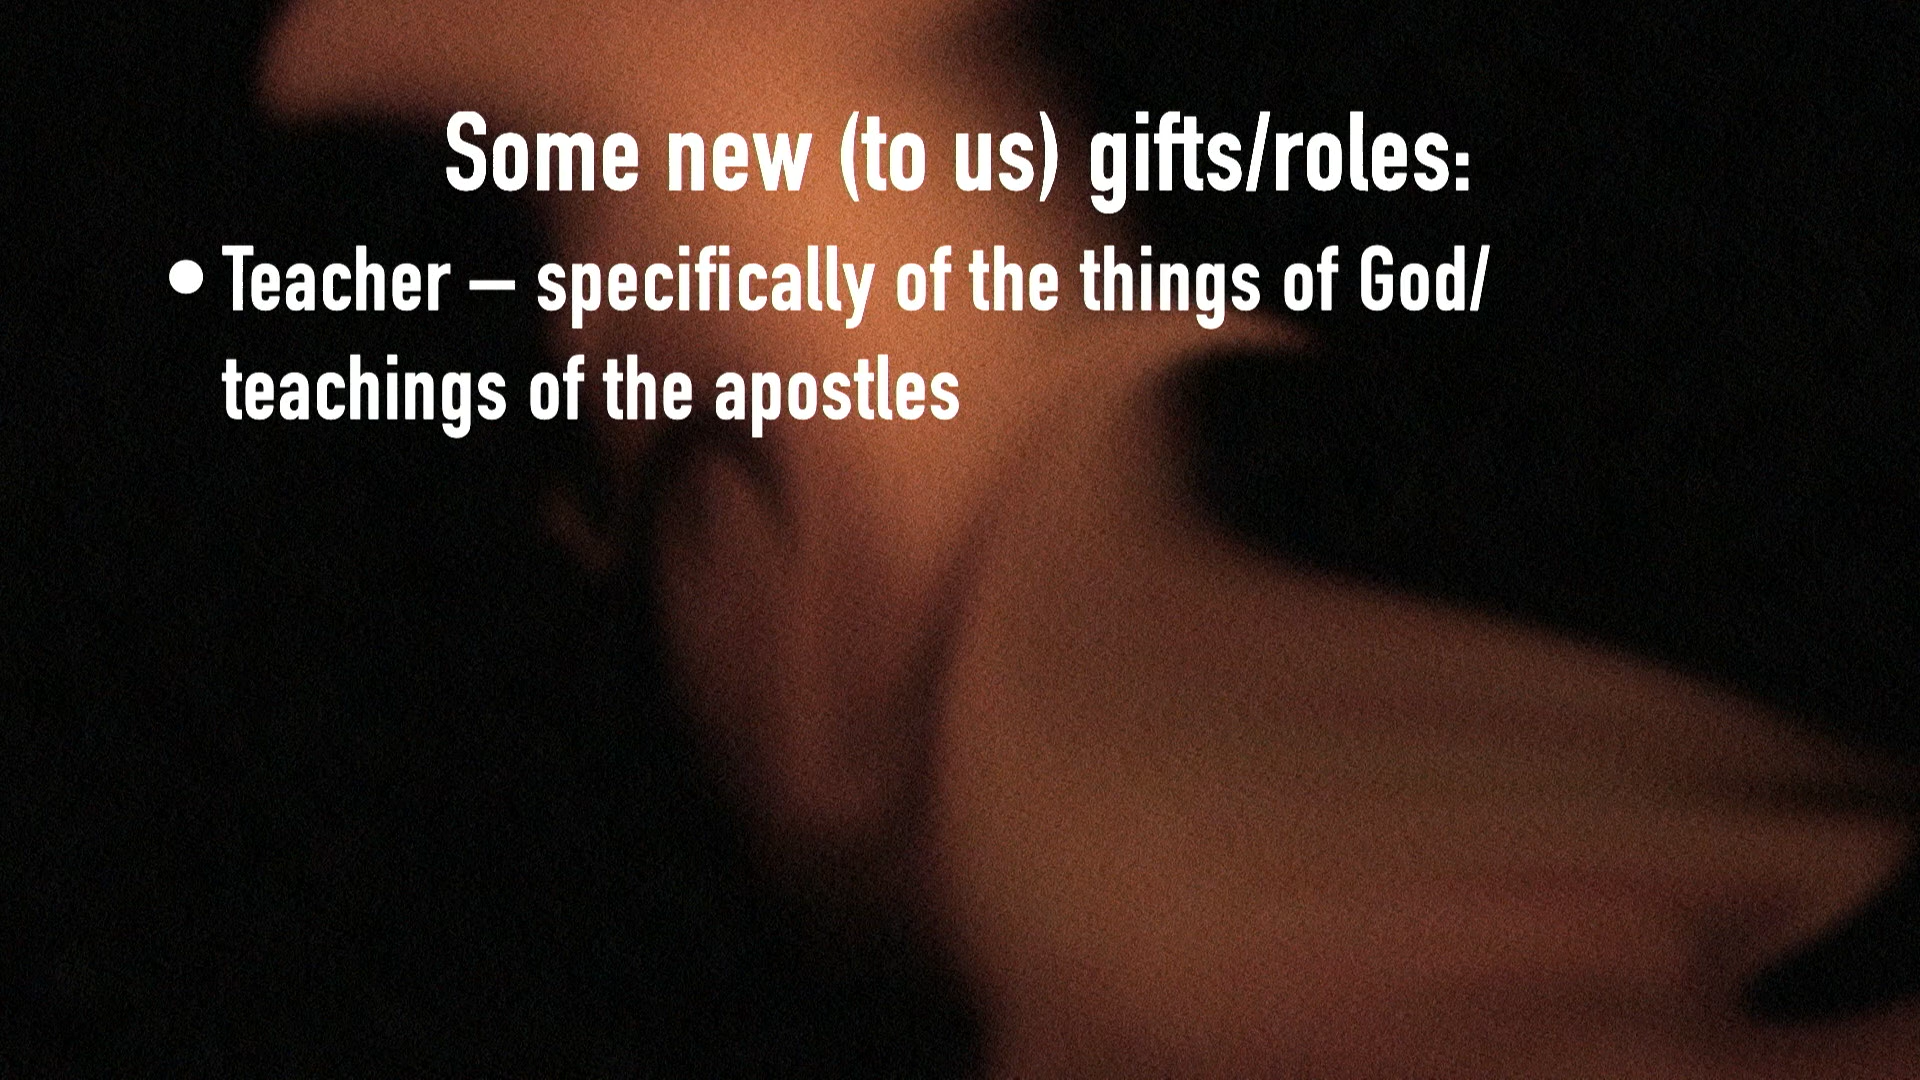 Some new (to us) gifts/roles:
• Teacher – specifically of the things of God/
teachings of the apostles